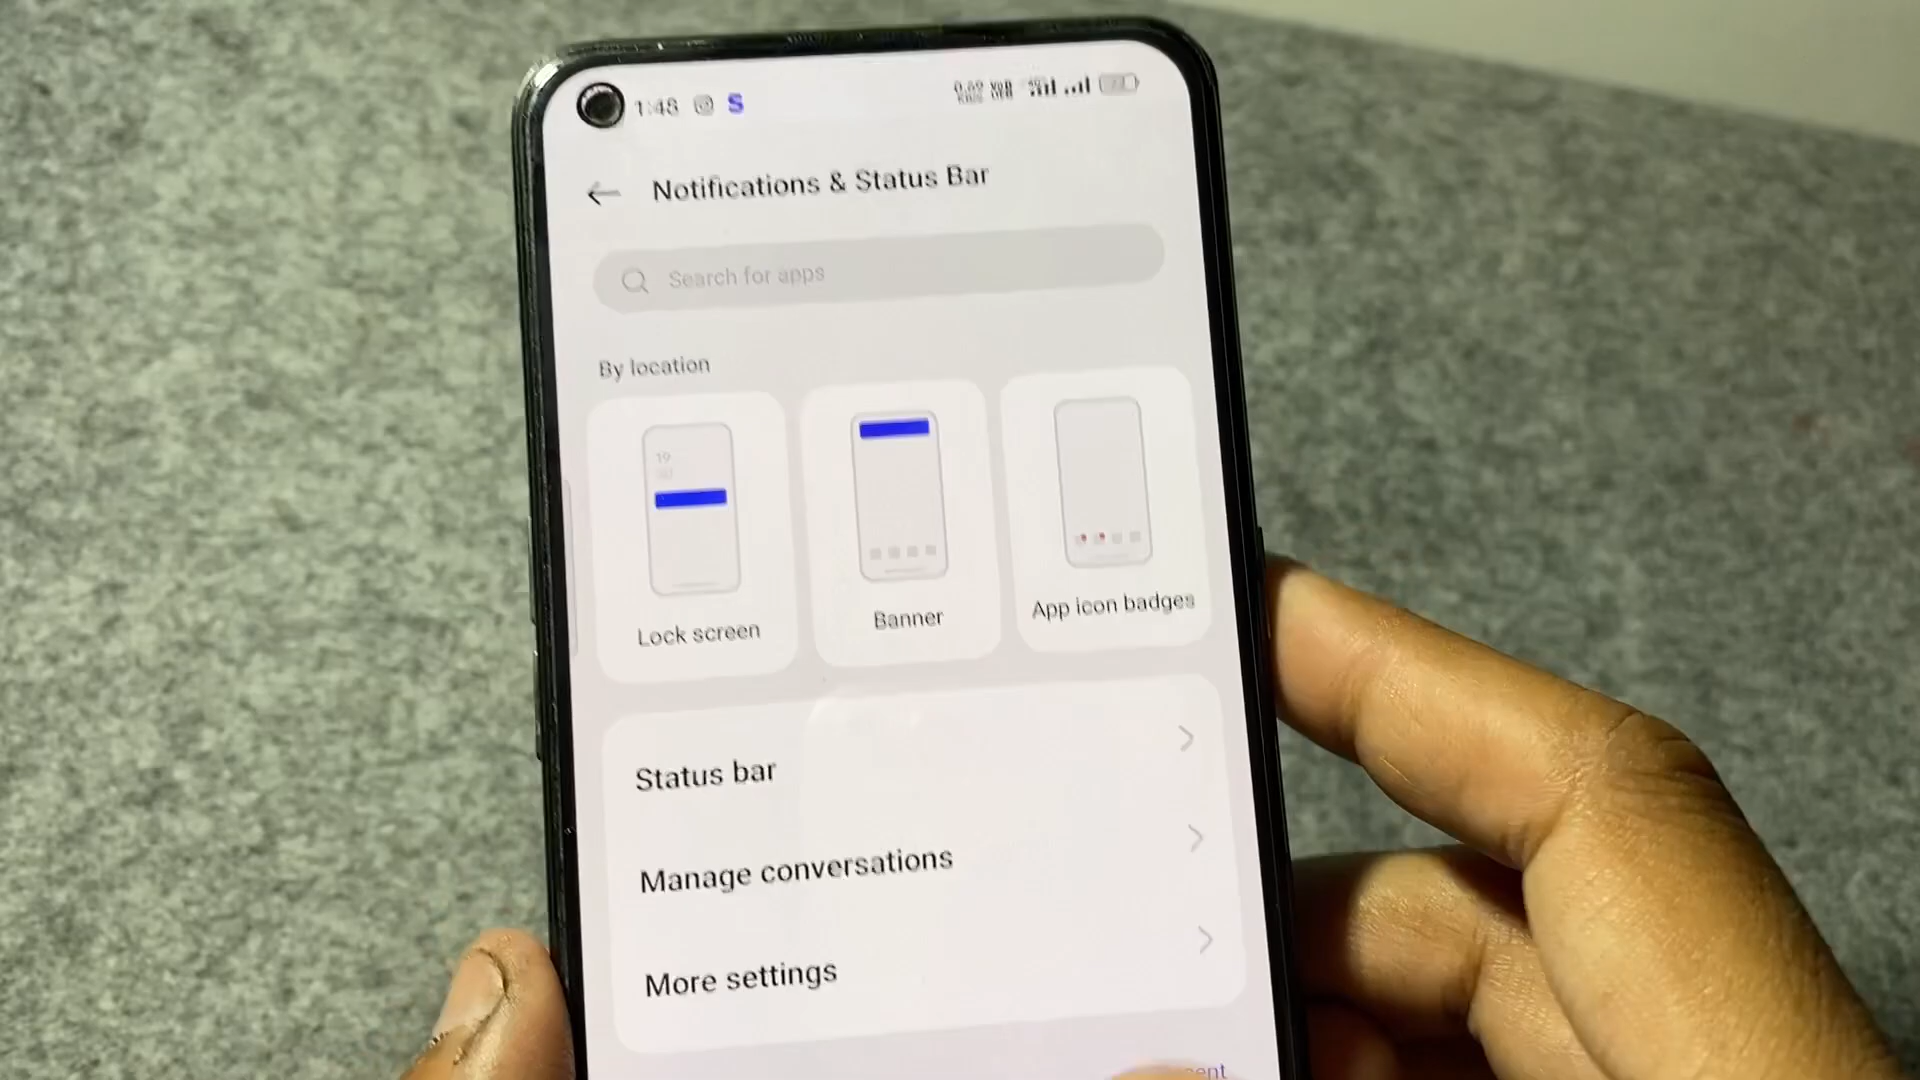 1:48 S
Notifications & Status Bar
Search for apps
By location
19
Lock screen
Banner
App icon badges
Status bar
Manage conversations
More settings